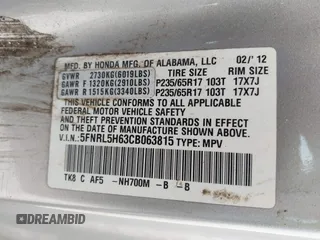 MFD. BY HONDA MFG. OF ALABAMA, LLC 02/'12
GVWR 2730KG(6019LBS) TIRE SIZE RIM SIZE
GAWR F 1320KG(2910LBS) P235/65R17 103T 17X7J
GAWR R 1515KG(3340LBS) P235/65R17 103T 17X7J
THIS VEHICLE CONFORMS TO ALL APPLICABLE
FEDERAL MOTOR VEHICLE SAFETY AND THEFT
PREVENTION STANDARDS IN EFFECT ON THE
DATE OF MANUFACTURE SHOWN ABOVE.
V.I.N.: 5FNRL5H63CB063815 TYPE: MPV
TK8 C AF5 -NH700M -B B
DREAMBID